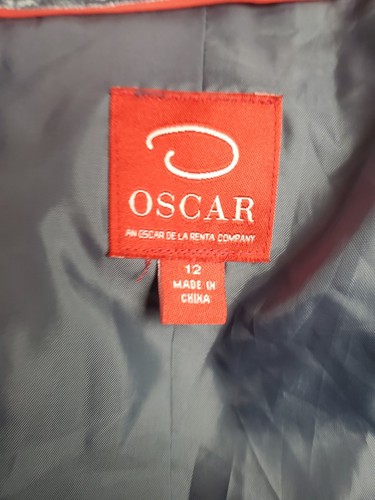 OSCAR
AN OSCAR DE LA RENTA COMPANY
12
MADE IN
CHINA